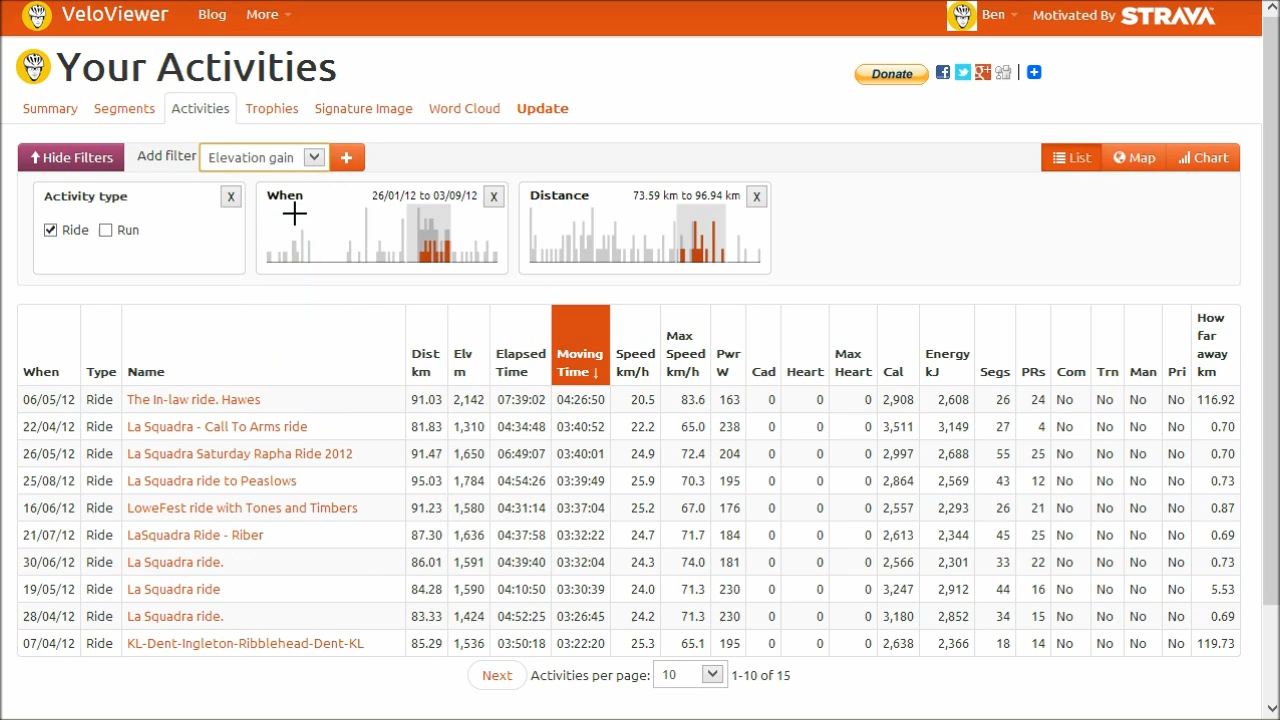 VeloViewer Blog More Ben Motivated By STRAVA
Your Activities
Donate
Summary Segments Activities Trophies Signature Image Word Cloud Update
Hide Filters Add filter Elevation gain + List Map Chart
Activity type X When 26/01/12 to 03/09/12 X Distance 73.59 km to 96.94 km X
Ride Run
When Type Name Dist km Elv m Elapsed Time Moving Time ↓ Speed km/h Max Speed km/h Pwr W Cad Heart Max Heart Cal Energy kJ Segs PRs Com Trn Man Pri How far away km
06/05/12 Ride The In-law ride. Hawes 91.03 2,142 07:39:02 04:26:50 20.5 83.6 163 0 0 0 2,908 2,608 26 24 No No No No 116.92
22/04/12 Ride La Squadra - Call To Arms ride 81.83 1,310 04:34:48 03:40:52 22.2 65.0 238 0 0 0 3,511 3,149 27 4 No No No No 0.70
26/05/12 Ride La Squadra Saturday Rapha Ride 2012 91.47 1,650 06:49:07 03:40:01 24.9 72.4 204 0 0 0 2,997 2,688 55 25 No No No No 0.70
25/08/12 Ride La Squadra ride to Peaslows 95.03 1,784 04:54:26 03:39:49 25.9 70.3 195 0 0 0 2,864 2,569 43 12 No No No No 0.73
16/06/12 Ride LoweFest ride with Tones and Timbers 91.23 1,580 04:31:14 03:37:04 25.2 67.0 176 0 0 0 2,557 2,293 26 21 No No No No 0.87
21/07/12 Ride LaSquadra Ride - Riber 87.30 1,636 04:37:58 03:32:22 24.7 71.7 184 0 0 0 2,613 2,344 45 25 No No No No 0.69
30/06/12 Ride La Squadra ride. 86.01 1,591 04:39:40 03:32:04 24.3 74.0 181 0 0 0 2,566 2,301 33 22 No No No No 0.73
19/05/12 Ride La Squadra ride 84.28 1,590 04:10:50 03:30:39 24.0 71.3 230 0 0 0 3,247 2,912 44 16 No No No No 5.53
28/04/12 Ride La Squadra ride. 83.33 1,424 04:52:25 03:26:45 24.2 71.3 230 0 0 0 3,180 2,852 34 15 No No No No 0.69
07/04/12 Ride KL-Dent-Ingleton-Ribblehead-Dent-KL 85.29 1,536 03:50:18 03:22:20 25.3 65.1 195 0 0 0 2,638 2,366 18 14 No No No No 119.73
Next Activities per page: 10 1-10 of 15